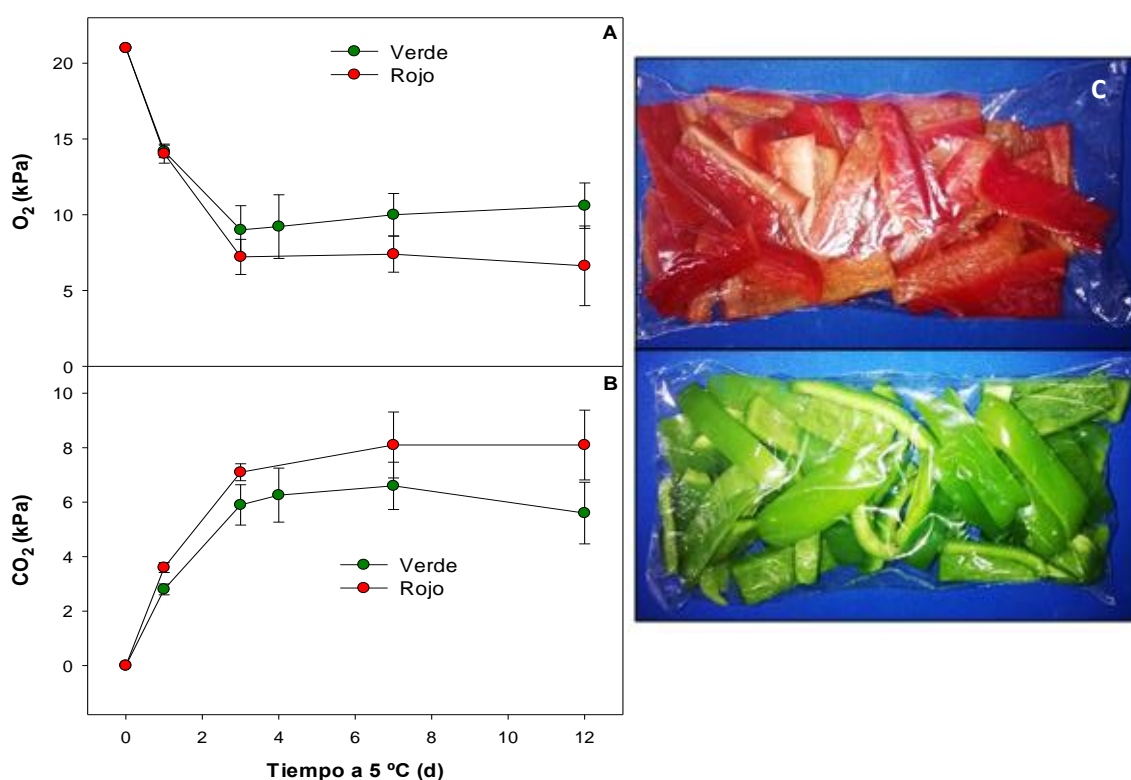 A
Verde
Rojo
20
15
10
5
0
O₂ (kPa)
B
10
8
6
4
2
0
CO₂ (kPa)
Verde
Rojo
0 2 4 6 8 10 12
Tiempo a 5 ºC (d)
C